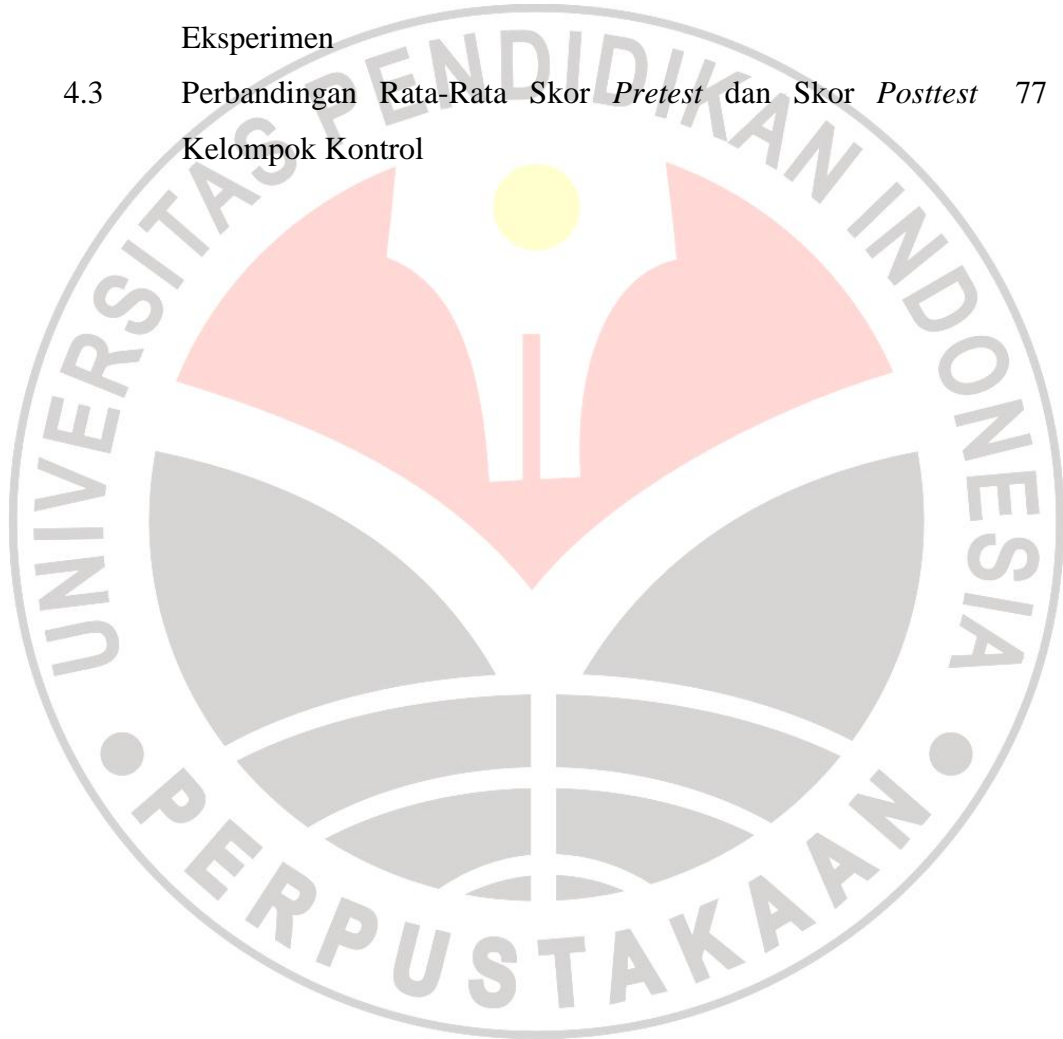 Eksperimen
4.3 Perbandingan Rata-Rata Skor Pretest dan Skor Posttest 77
Kelompok Kontrol
UNIVERSITAS PENDIDIKAN INDONESIA
PERPUSTAKAAN